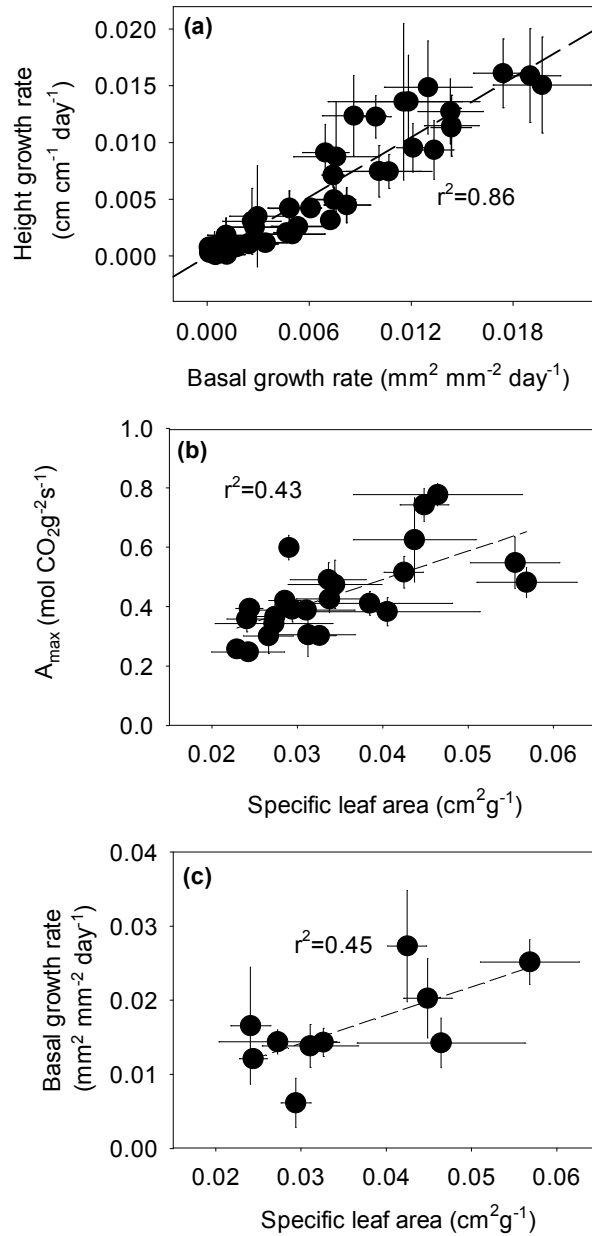 (a)
0.020
0.015
0.010
0.005
0.000
Height growth rate
(cm cm⁻¹ day⁻¹)
r²=0.86
0.000 0.006 0.012 0.018
Basal growth rate (mm² mm⁻² day⁻¹)
(b)
1.0
0.8
0.6
0.4
0.2
0.0
A_max (mol CO₂g⁻²s⁻¹)
r²=0.43
0.02 0.03 0.04 0.05 0.06
Specific leaf area (cm²g⁻¹)
(c)
0.04
0.03
0.02
0.01
0.00
Basal growth rate
(mm² mm⁻² day⁻¹)
r²=0.45
0.02 0.03 0.04 0.05 0.06
Specific leaf area (cm²g⁻¹)